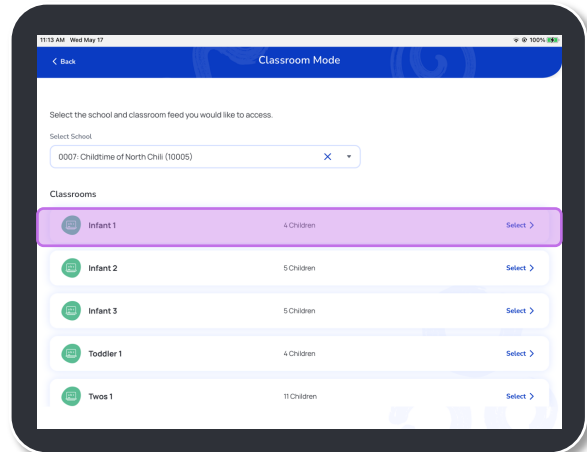 11:13 AM Wed May 17
100%
Back
Classroom Mode
Select the school and classroom feed you would like to access.
Select School
0007: Childtime of North Chili (10005)
Classrooms
Infant 1 4 Children Select
Infant 2 5 Children Select
Infant 3 5 Children Select
Toddler 1 4 Children Select
Twos 1 11 Children Select